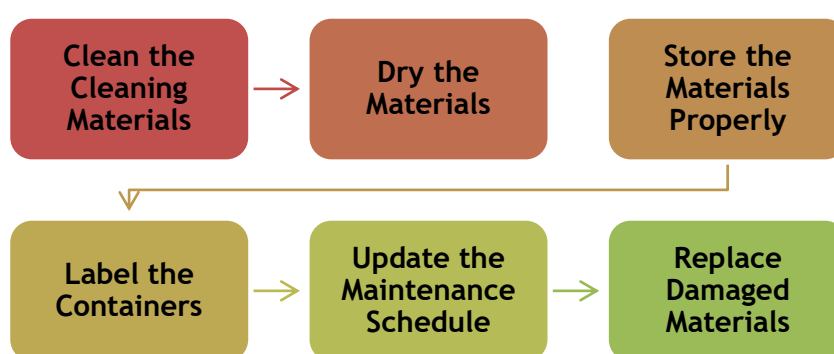 Clean the
Cleaning
Materials
Dry the
Materials
Store the
Materials
Properly
Label the
Containers
Update the
Maintenance
Schedule
Replace
Damaged
Materials